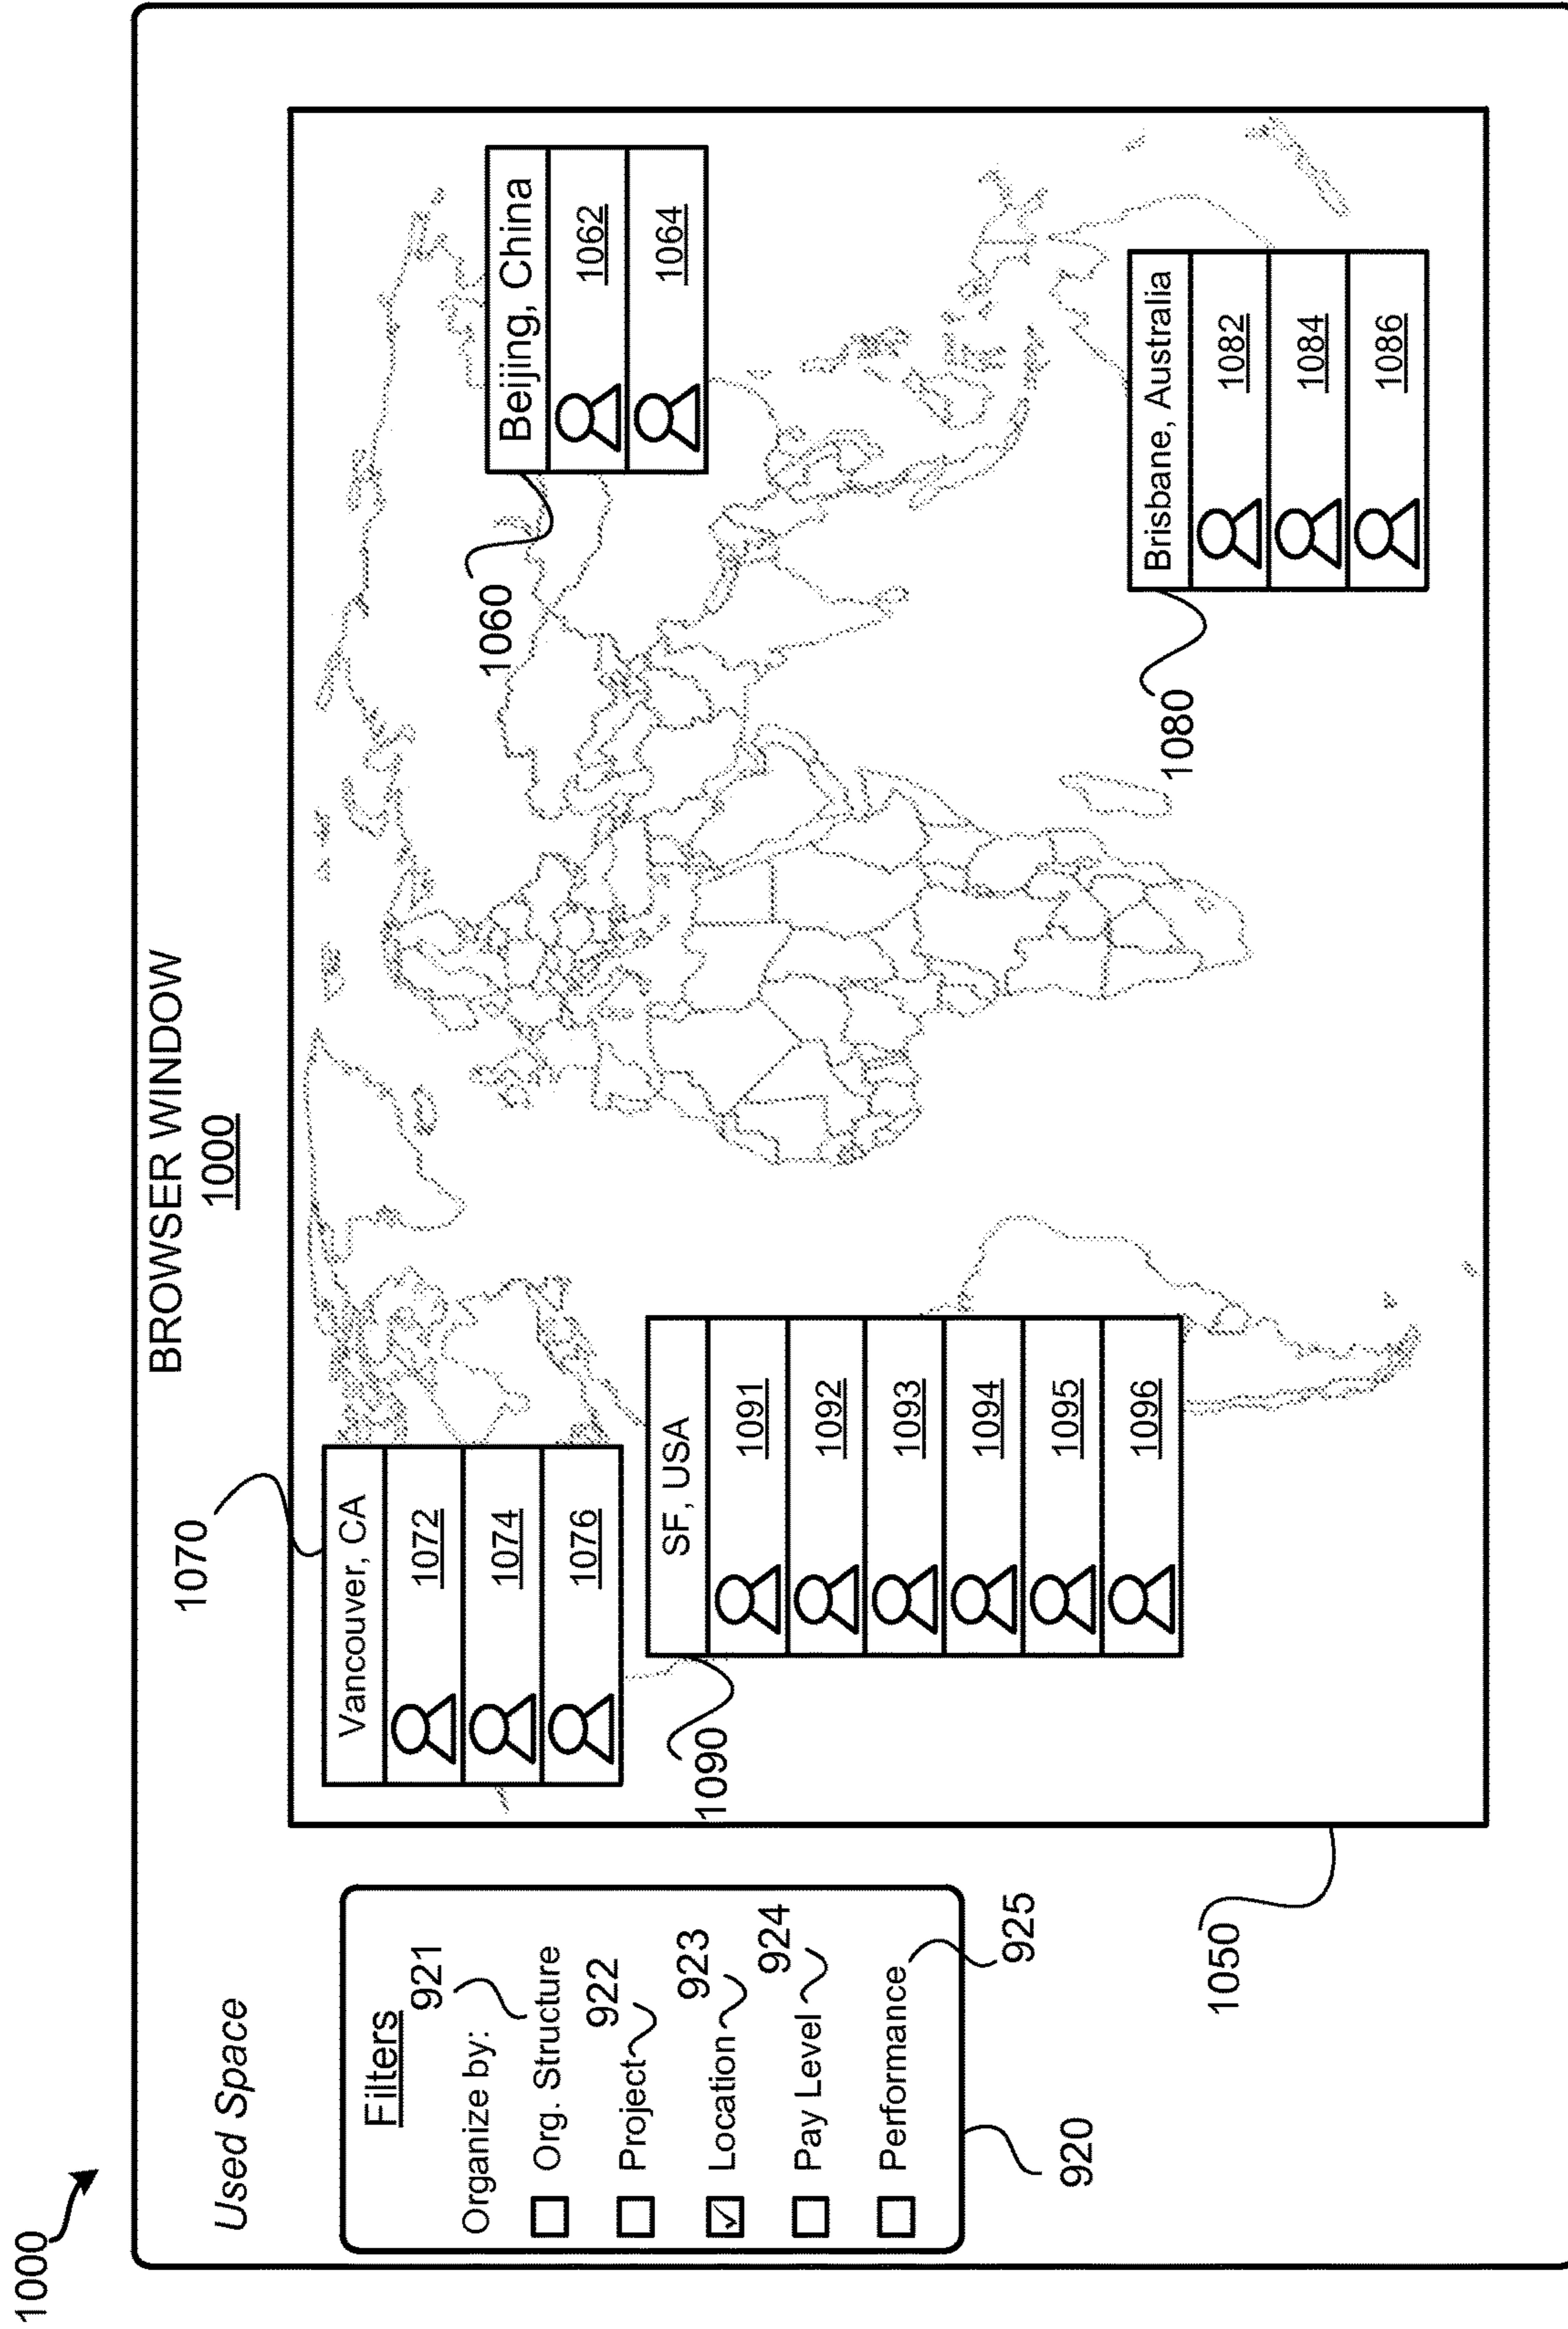 1000
BROWSER WINDOW
1000
Used Space
Filters
Organize by:
921
Org. Structure
922
Project
923
Location
924
Pay Level
925
Performance
920
1050
1070
Vancouver, CA
1072
1074
1076
1090
SF, USA
1091
1092
1093
1094
1095
1096
1060
Beijing, China
1062
1064
1080
Brisbane, Australia
1082
1084
1086